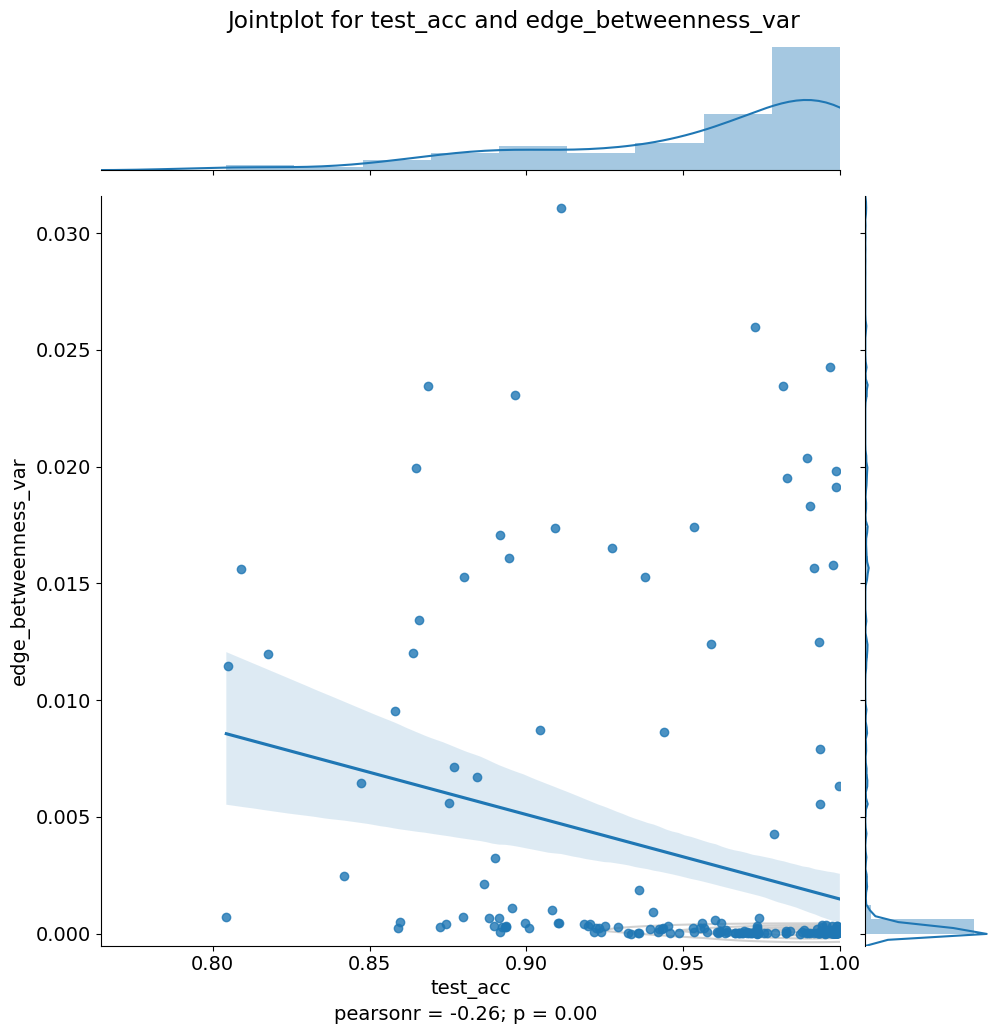 Jointplot for test_acc and edge_betweenness_var
0.030
0.025
0.020
0.015
0.010
0.005
0.000
edge_betweenness_var
0.80 0.85 0.90 0.95 1.00
test_acc
pearsonr = -0.26; p = 0.00